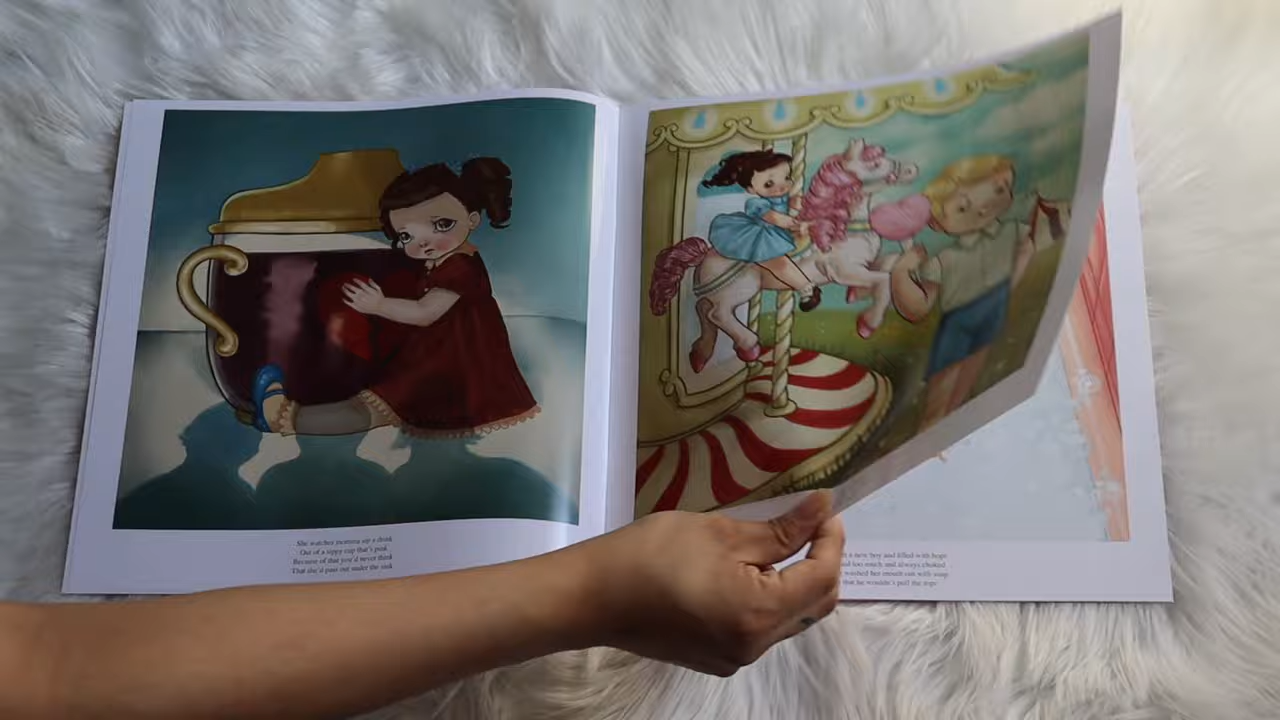 She watches momma sip a drink
Out of a sippy cup that's pink
Because of that you'd never think
That she'd pass out under the sink
a new boy and filled with hope
too much and always choked
washed her mouth out with soap
that he wouldn't pull the rope